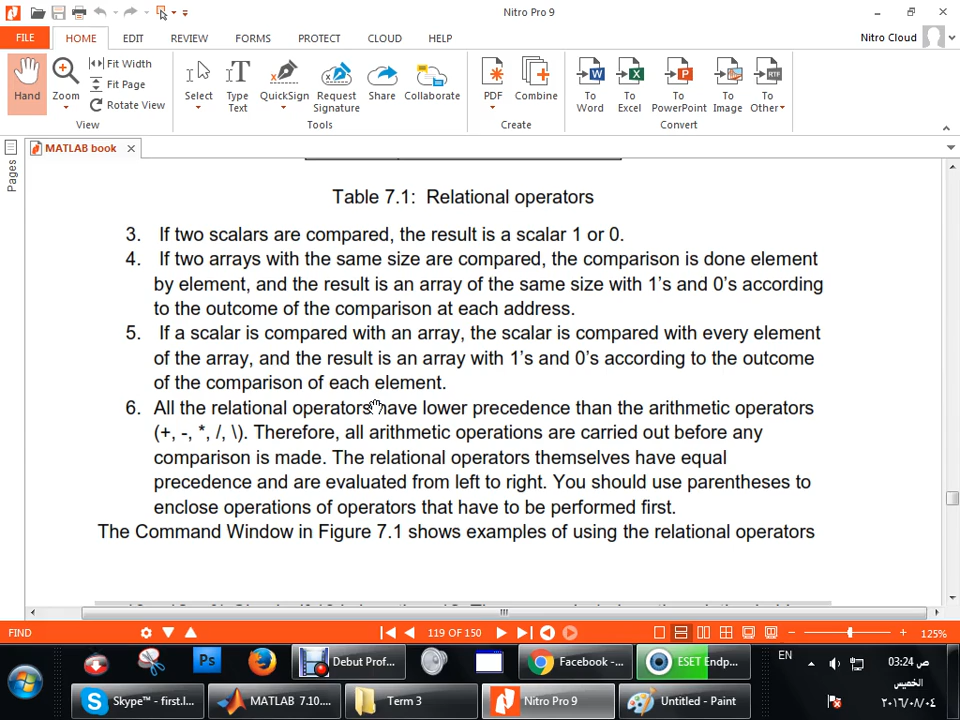 Nitro Pro 9
FILE HOME EDIT REVIEW FORMS PROTECT CLOUD HELP Nitro Cloud
Hand Zoom Fit Width Fit Page Rotate View Select Type Text QuickSign Request Signature Share Collaborate PDF Combine To Word To Excel To PowerPoint To Image To Other
View Tools Create Convert
MATLAB book
Pages
Table 7.1: Relational operators
3. If two scalars are compared, the result is a scalar 1 or 0.
4. If two arrays with the same size are compared, the comparison is done element
by element, and the result is an array of the same size with 1's and 0's according
to the outcome of the comparison at each address.
5. If a scalar is compared with an array, the scalar is compared with every element
of the array, and the result is an array with 1's and 0's according to the outcome
of the comparison of each element.
6. All the relational operators have lower precedence than the arithmetic operators
(+, -, *, /, \). Therefore, all arithmetic operations are carried out before any
comparison is made. The relational operators themselves have equal
precedence and are evaluated from left to right. You should use parentheses to
enclose operations of operators that have to be performed first.
The Command Window in Figure 7.1 shows examples of using the relational operators
FIND 119 OF 150 125%
Ps Debut Prof... Facebook -... ESET Endp... EN 03:24 ص
الخميس
Skype™ - first.l... MATLAB 7.10.... Term 3 Nitro Pro 9 Untitled - Paint ٢٠١٦/٠٨/٠٤